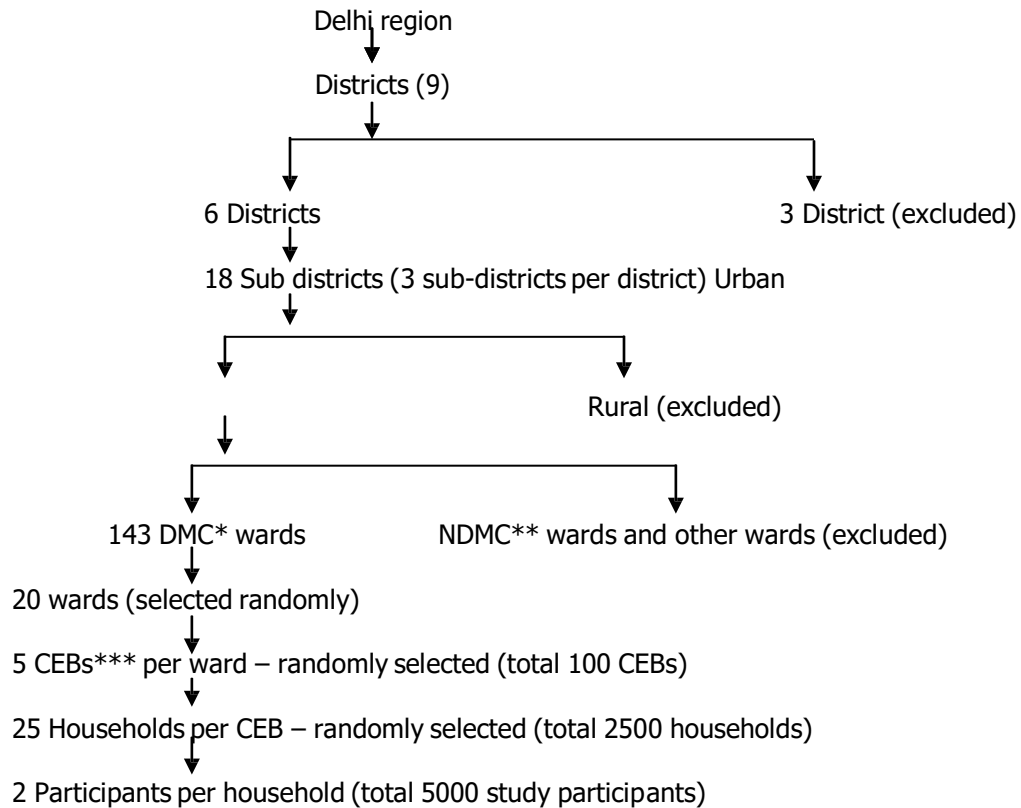 Delhi region
Districts (9)
6 Districts
3 District (excluded)
18 Sub districts (3 sub-districts per district) Urban
Rural (excluded)
143 DMC* wards
NDMC** wards and other wards (excluded)
20 wards (selected randomly)
5 CEBs*** per ward – randomly selected (total 100 CEBs)
25 Households per CEB – randomly selected (total 2500 households)
2 Participants per household (total 5000 study participants)